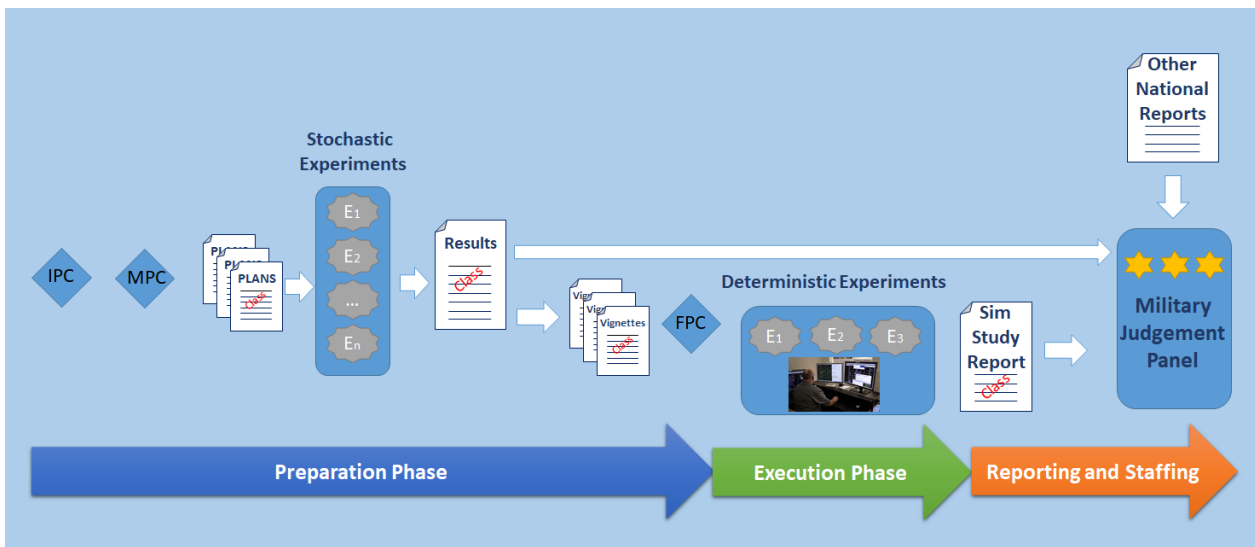 Other
National
Reports
Stochastic
Experiments
E1
E2
...
En
IPC
MPC
PLANS
Class
Results
Class
Deterministic Experiments
Vignettes
Class
FPC
E1
E2
E3
Sim
Study
Report
Class
Military
Judgement
Panel
Preparation Phase
Execution Phase
Reporting and Staffing